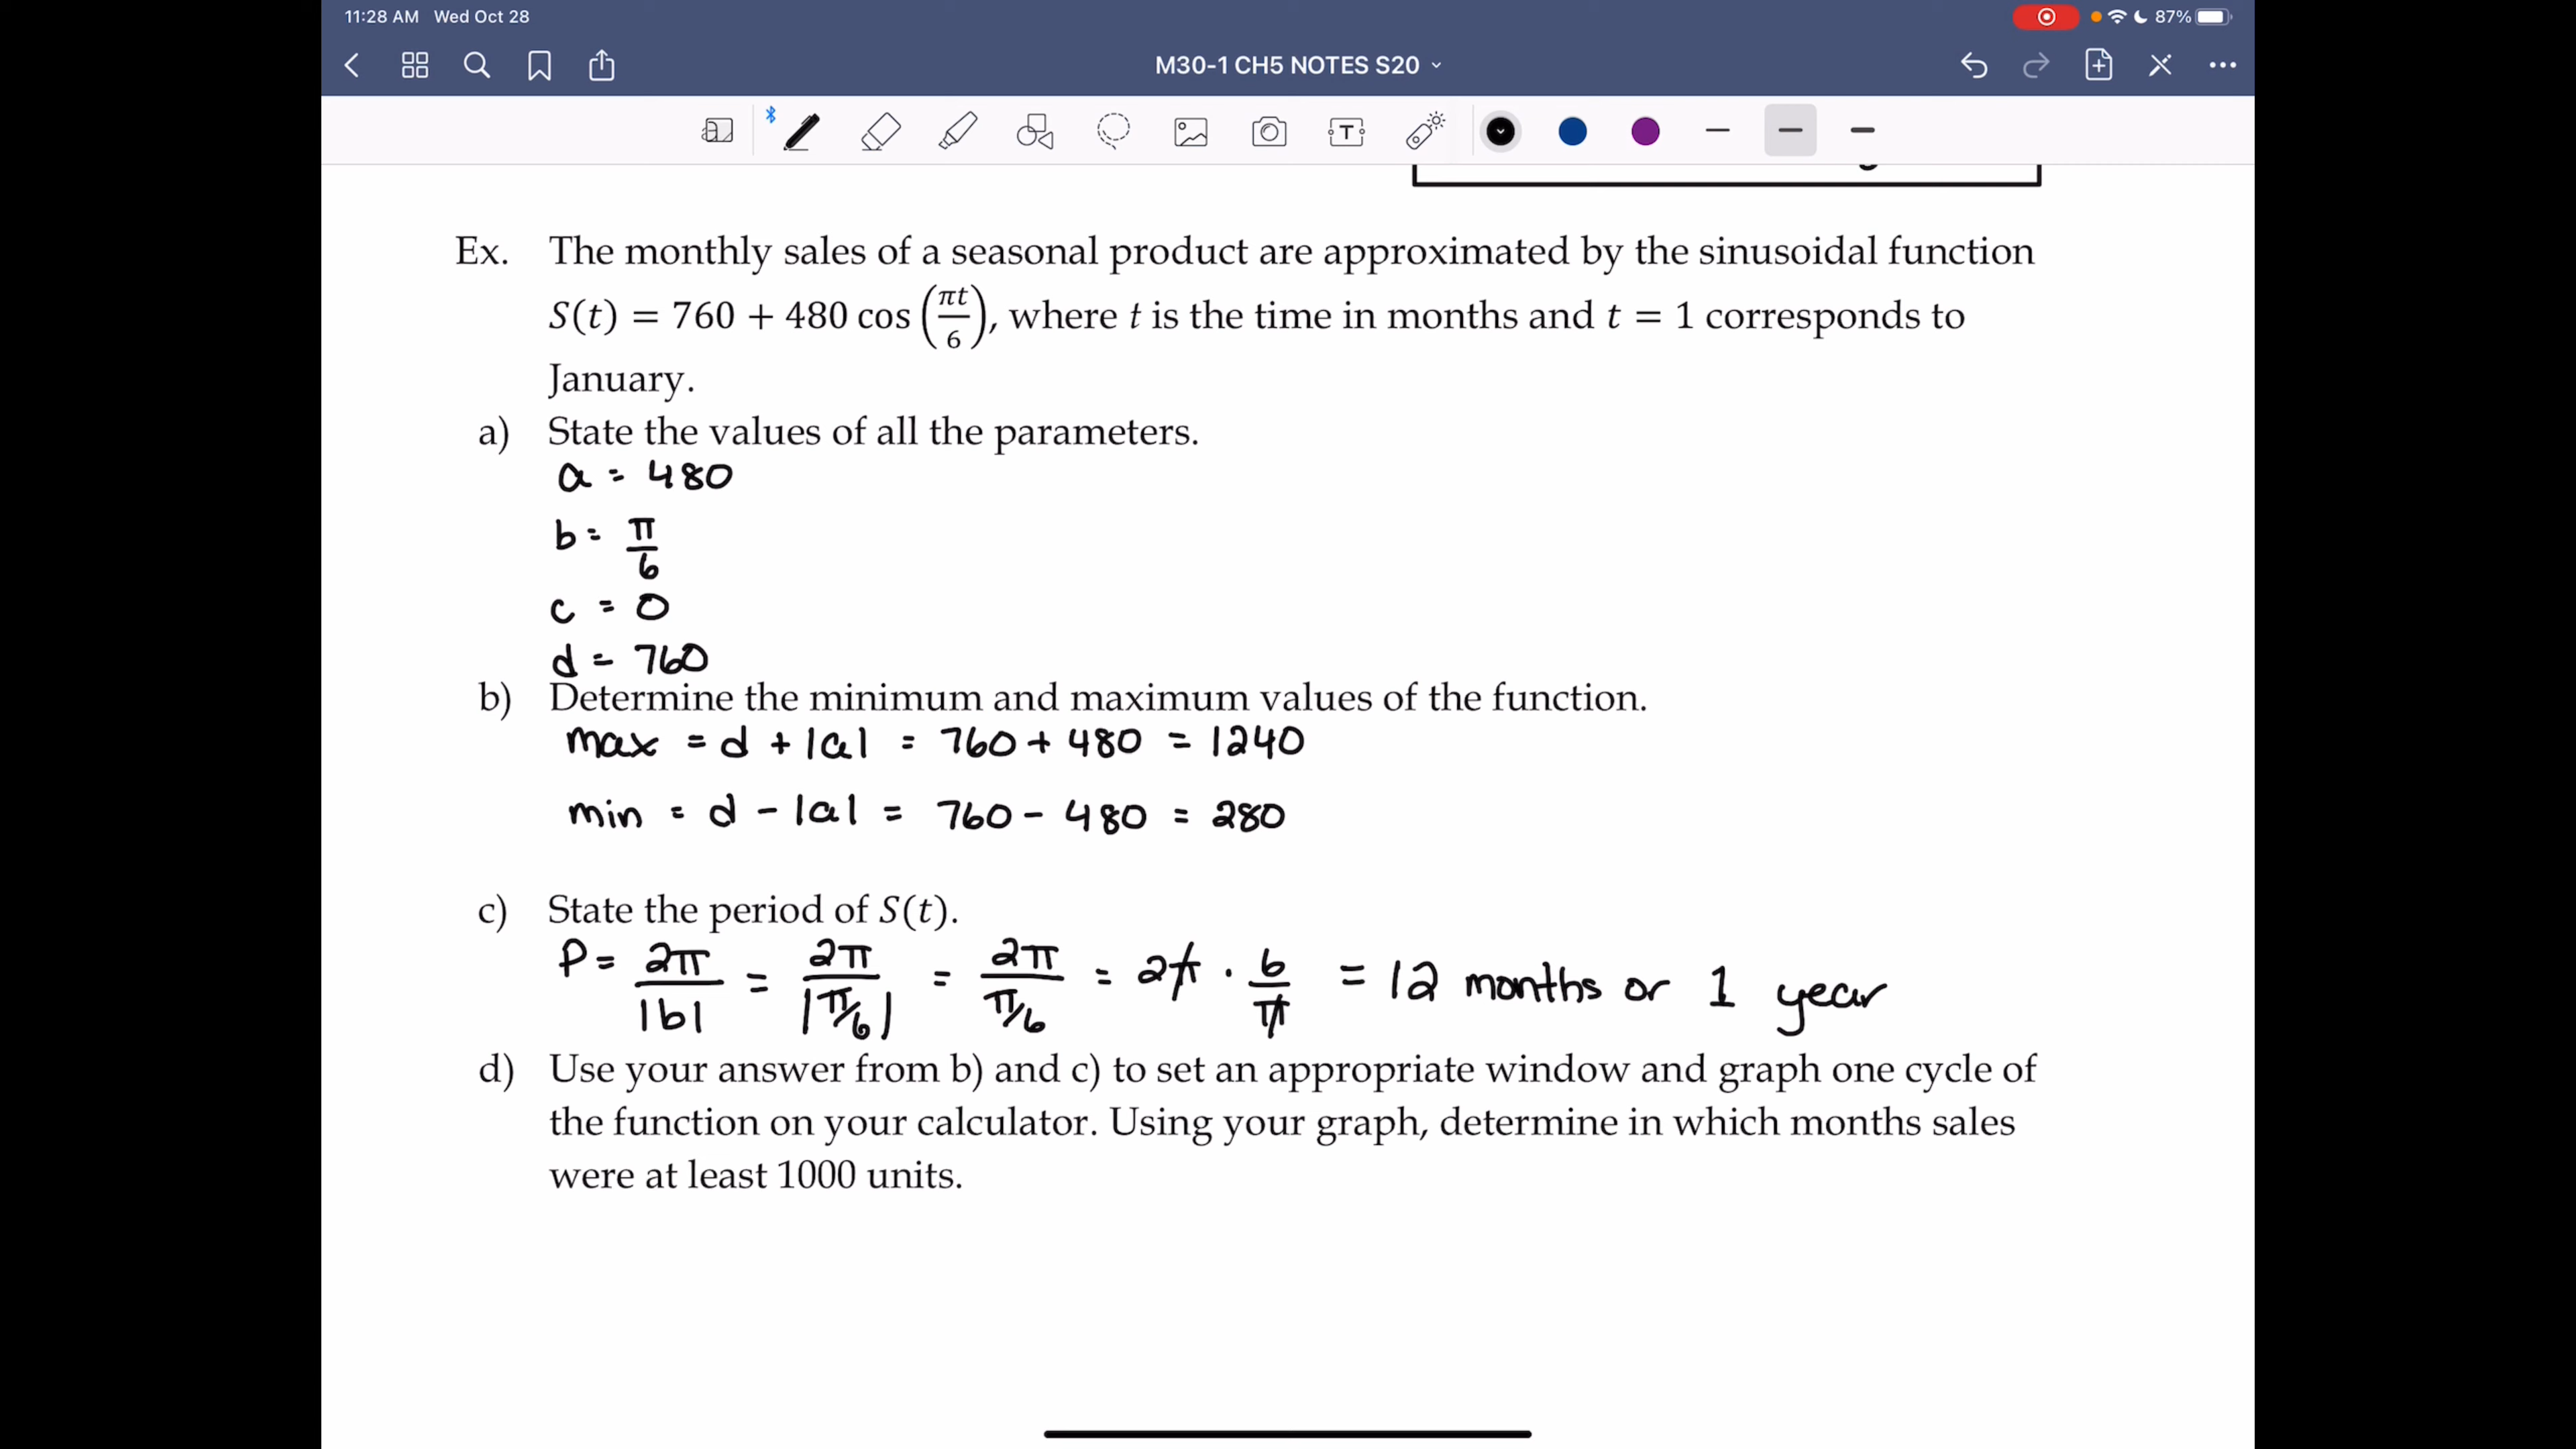 11:28 AM Wed Oct 28
87%
M30-1 CH5 NOTES S20
Ex. The monthly sales of a seasonal product are approximated by the sinusoidal function
S(t) = 760 + 480 cos (πt/6), where t is the time in months and t = 1 corresponds to
January.
a) State the values of all the parameters.
a = 480
b = π/6
c = 0
d = 760
b) Determine the minimum and maximum values of the function.
max = d + |a| = 760 + 480 = 1240
min = d - |a| = 760 - 480 = 280
c) State the period of S(t).
P = 2π/|b| = 2π/|π/6| = 2π/π/6 = 2π · 6/π = 12 months or 1 year
d) Use your answer from b) and c) to set an appropriate window and graph one cycle of
the function on your calculator. Using your graph, determine in which months sales
were at least 1000 units.